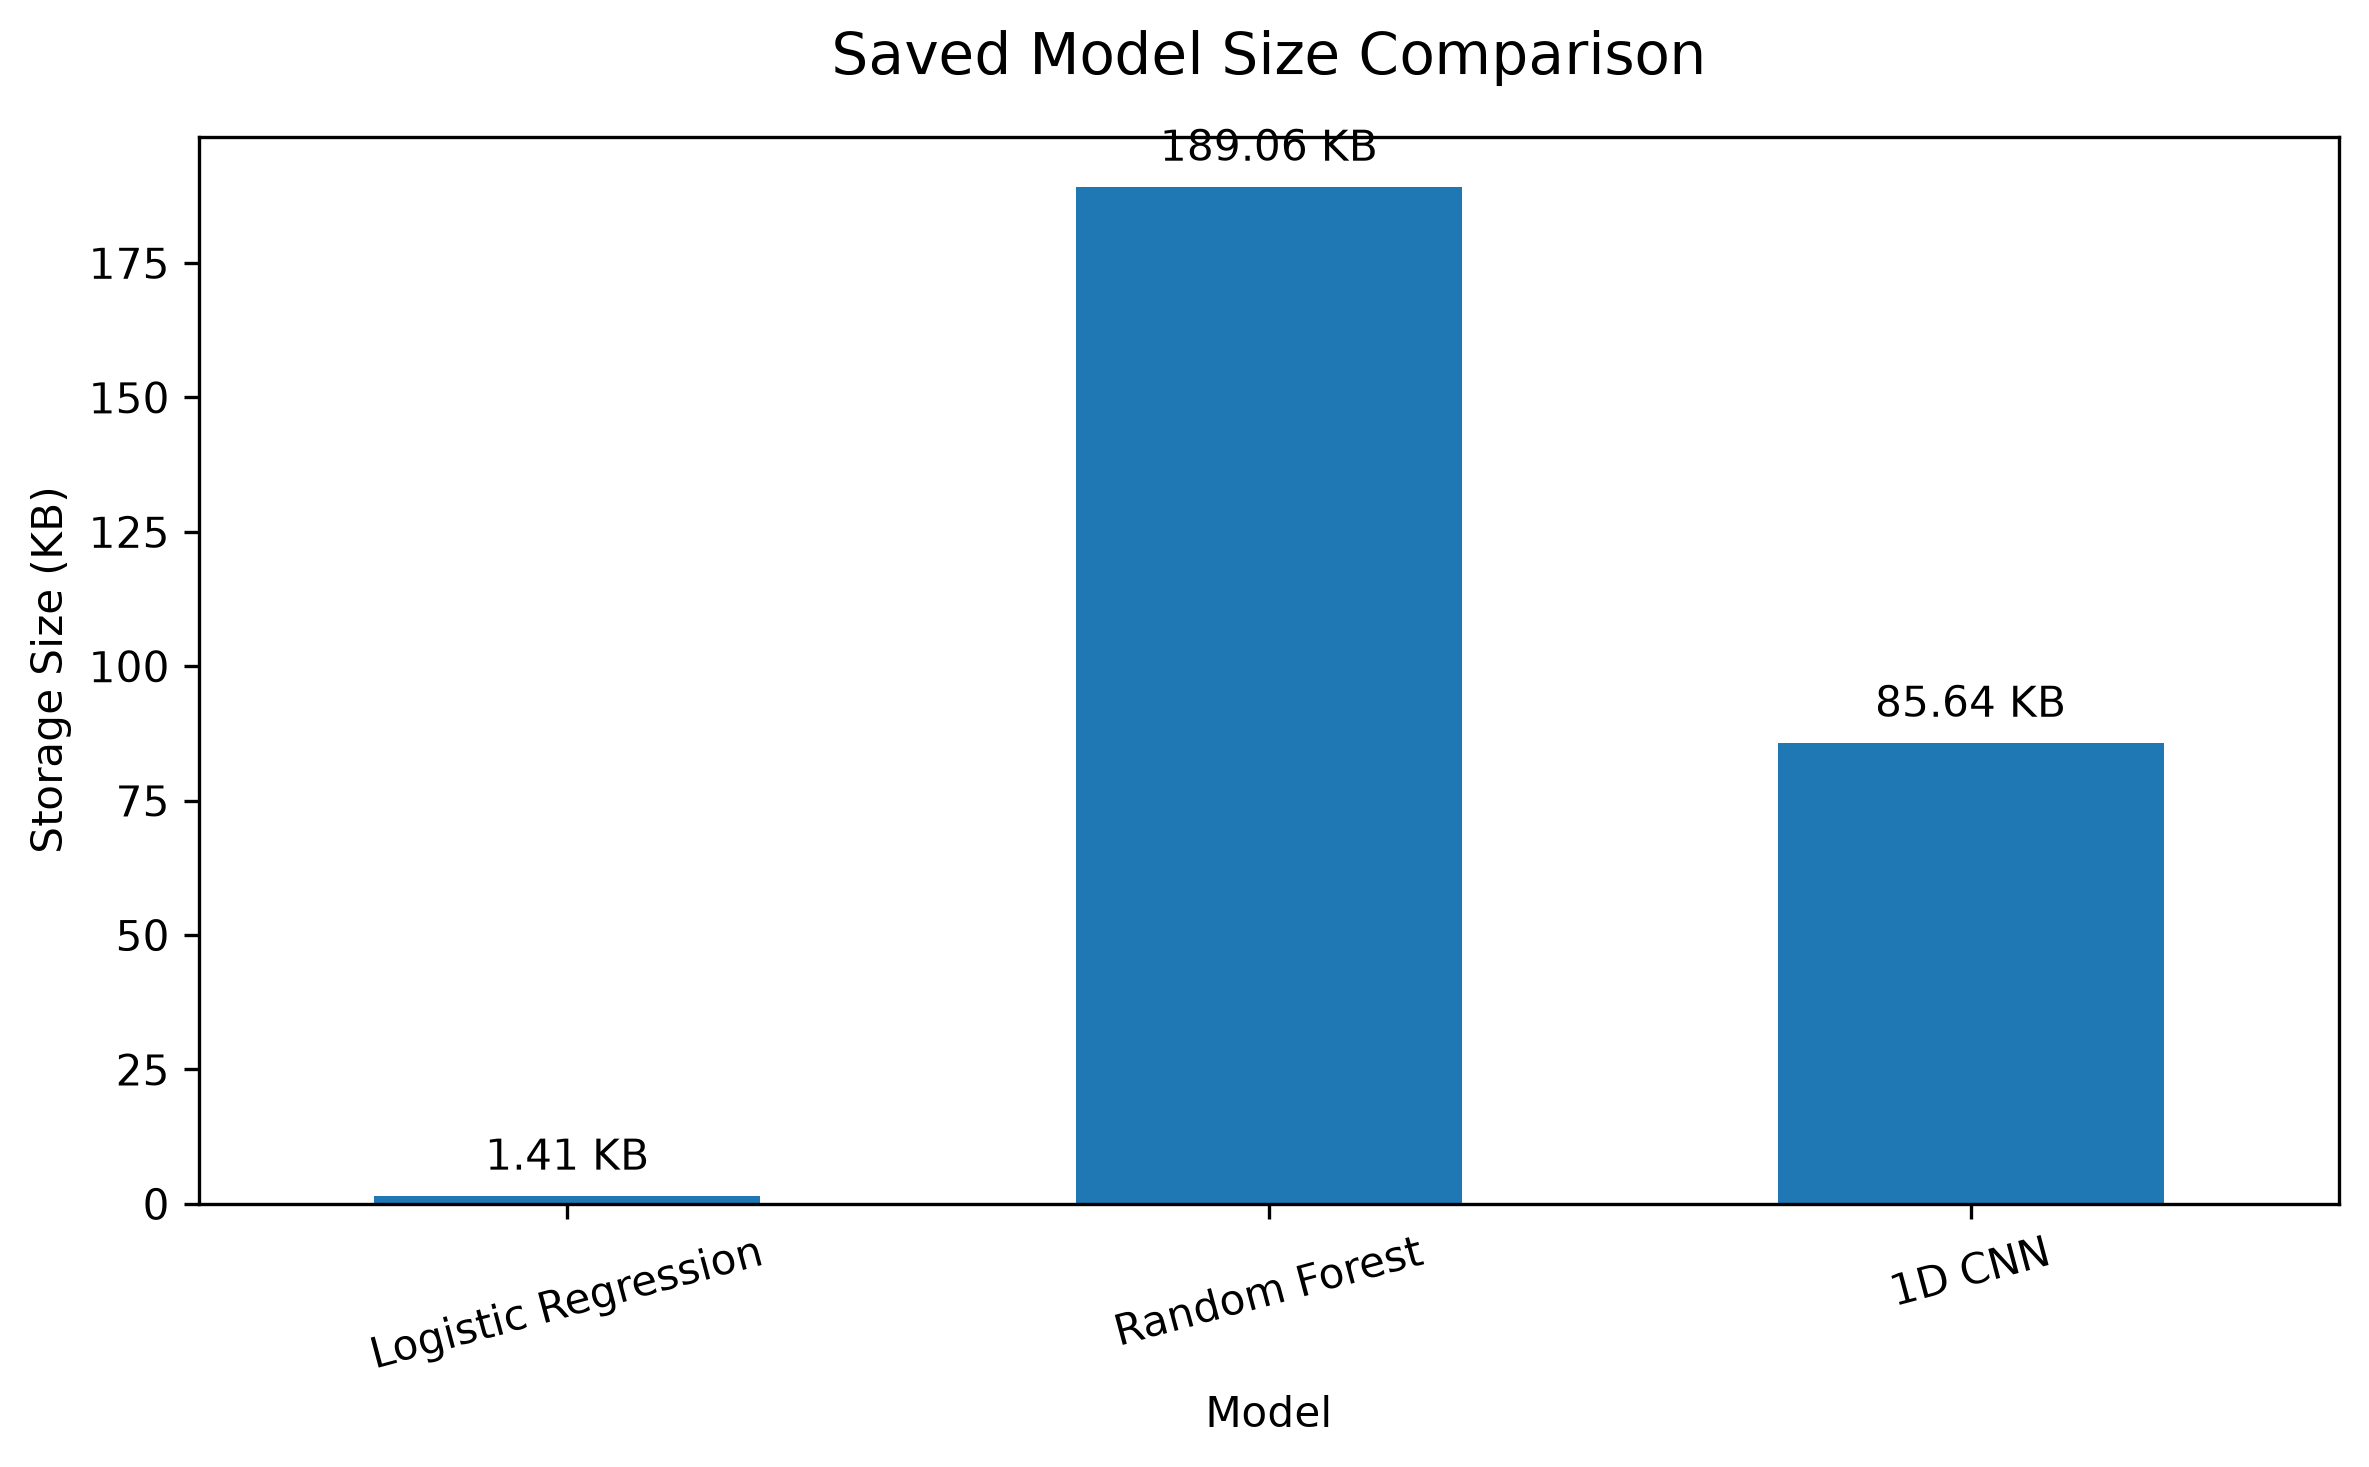 Saved Model Size Comparison
189.06 KB
175
150
125
100
75
50
25
0
Storage Size (KB)
85.64 KB
1.41 KB
Logistic Regression
Random Forest
1D CNN
Model